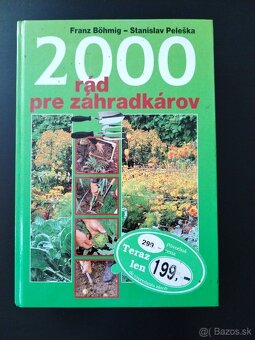 Franz Böhmig – Stanislav Peleška
2000
rád
pre záhradkárov
299,-
Teraz
len
199,-
© Bazos.sk